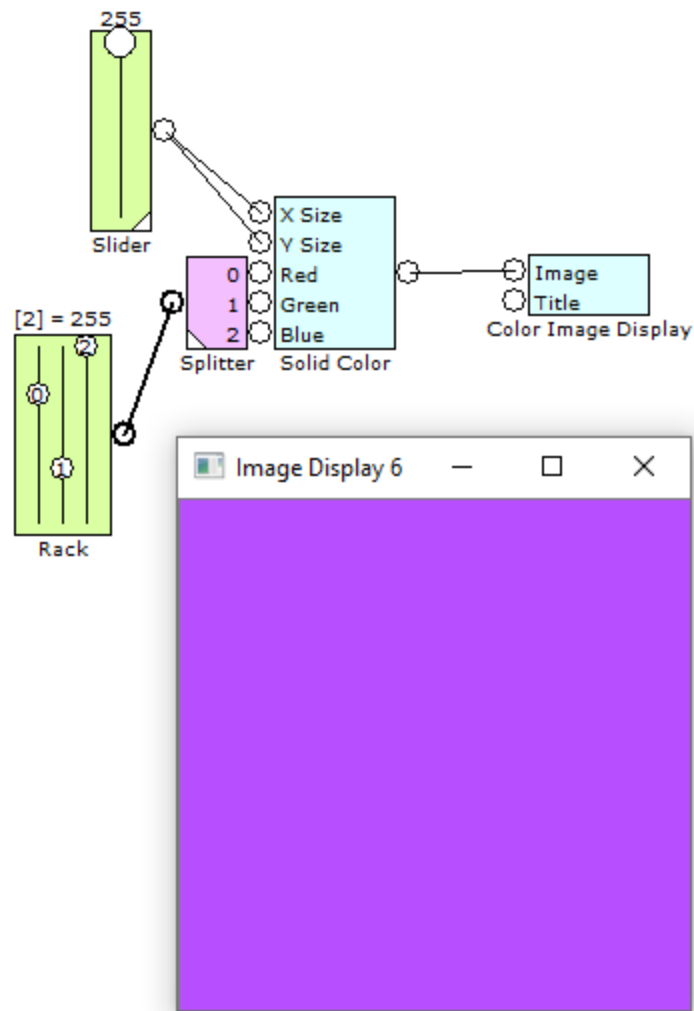 255
Slider
X Size
Y Size
Red
Green
Blue
0
1
2
Splitter
Solid Color
Image
Title
Color Image Display
[2] = 255
0
1
2
Rack
Image Display 6